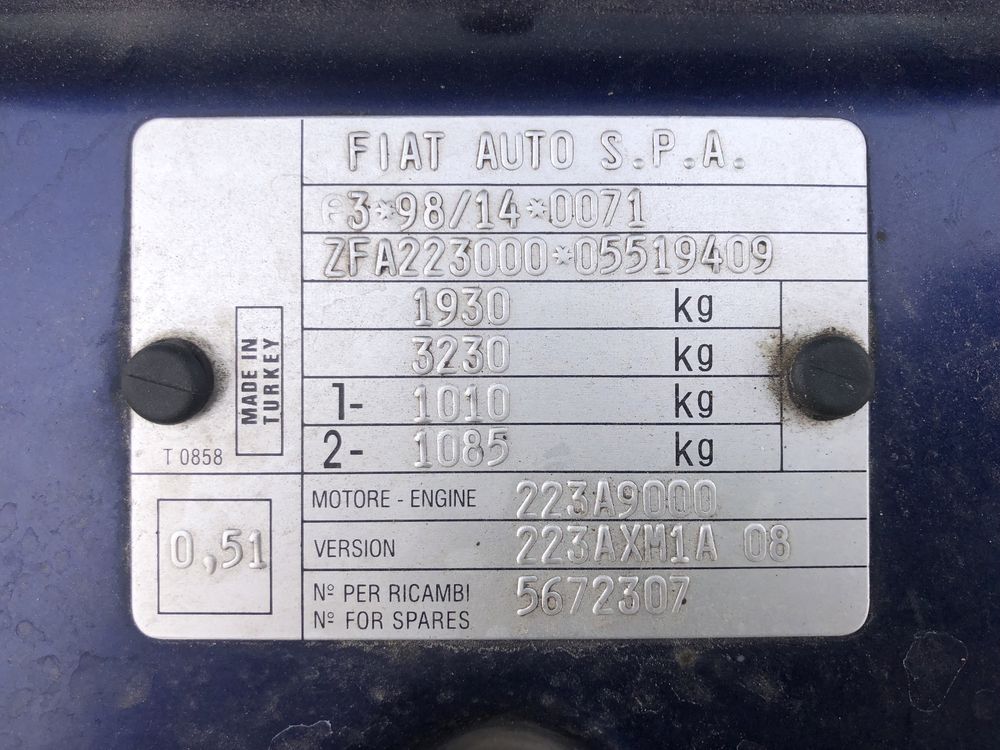 FIAT AUTO S.P.A.
e3*98/14*0071
ZFA223000*05519409
1930 kg
3230 kg
1- 1010 kg
2- 1085 kg
MADE IN
TURKEY
T 0858
MOTORE - ENGINE 223A9000
VERSION 223AXM1A 08
Nº PER RICAMBI 5672307
Nº FOR SPARES
0,51